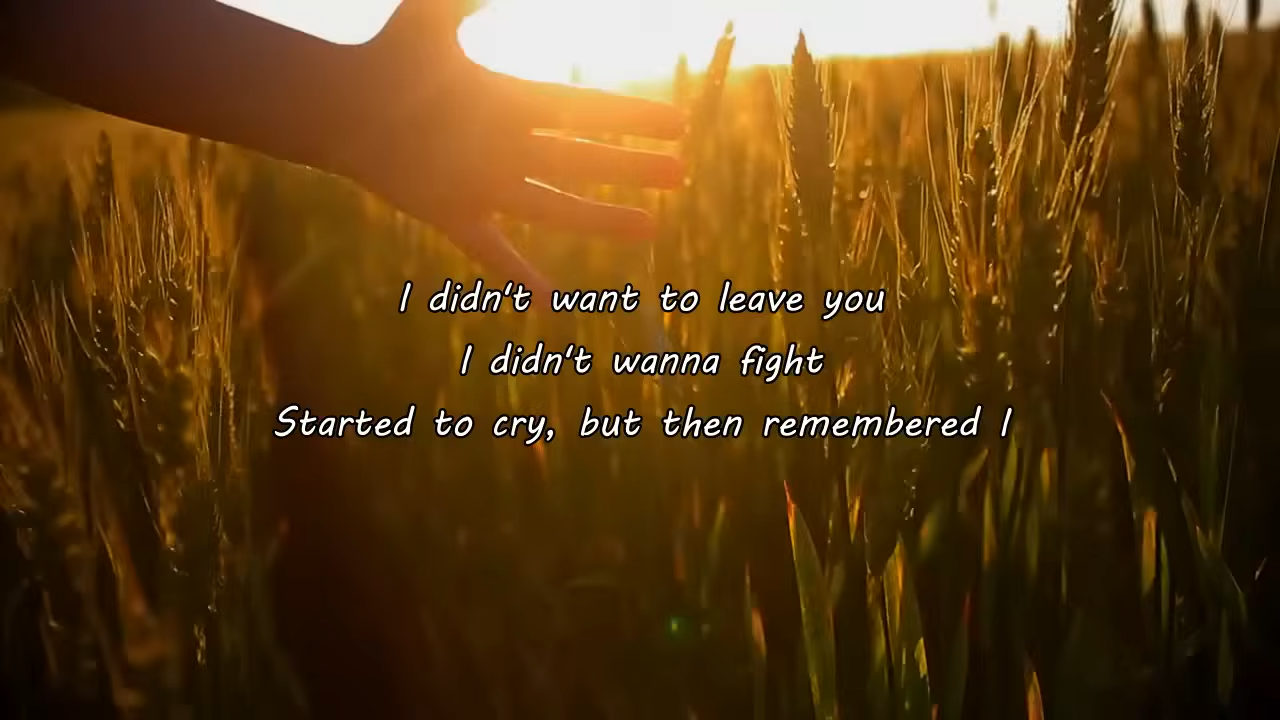 I didn't want to leave you
I didn't wanna fight
Started to cry, but then remembered I